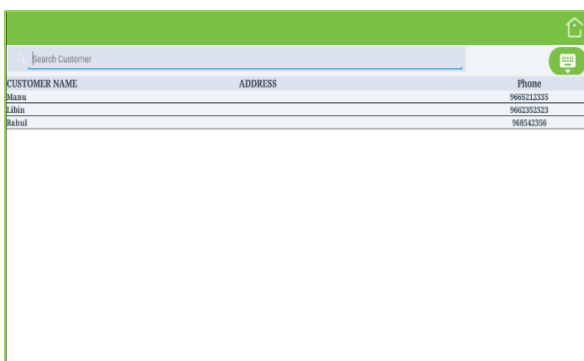 Search Customer
CUSTOMER NAME ADDRESS Phone
Manu 9665212335
Libin 9662352523
Rahul 968542356